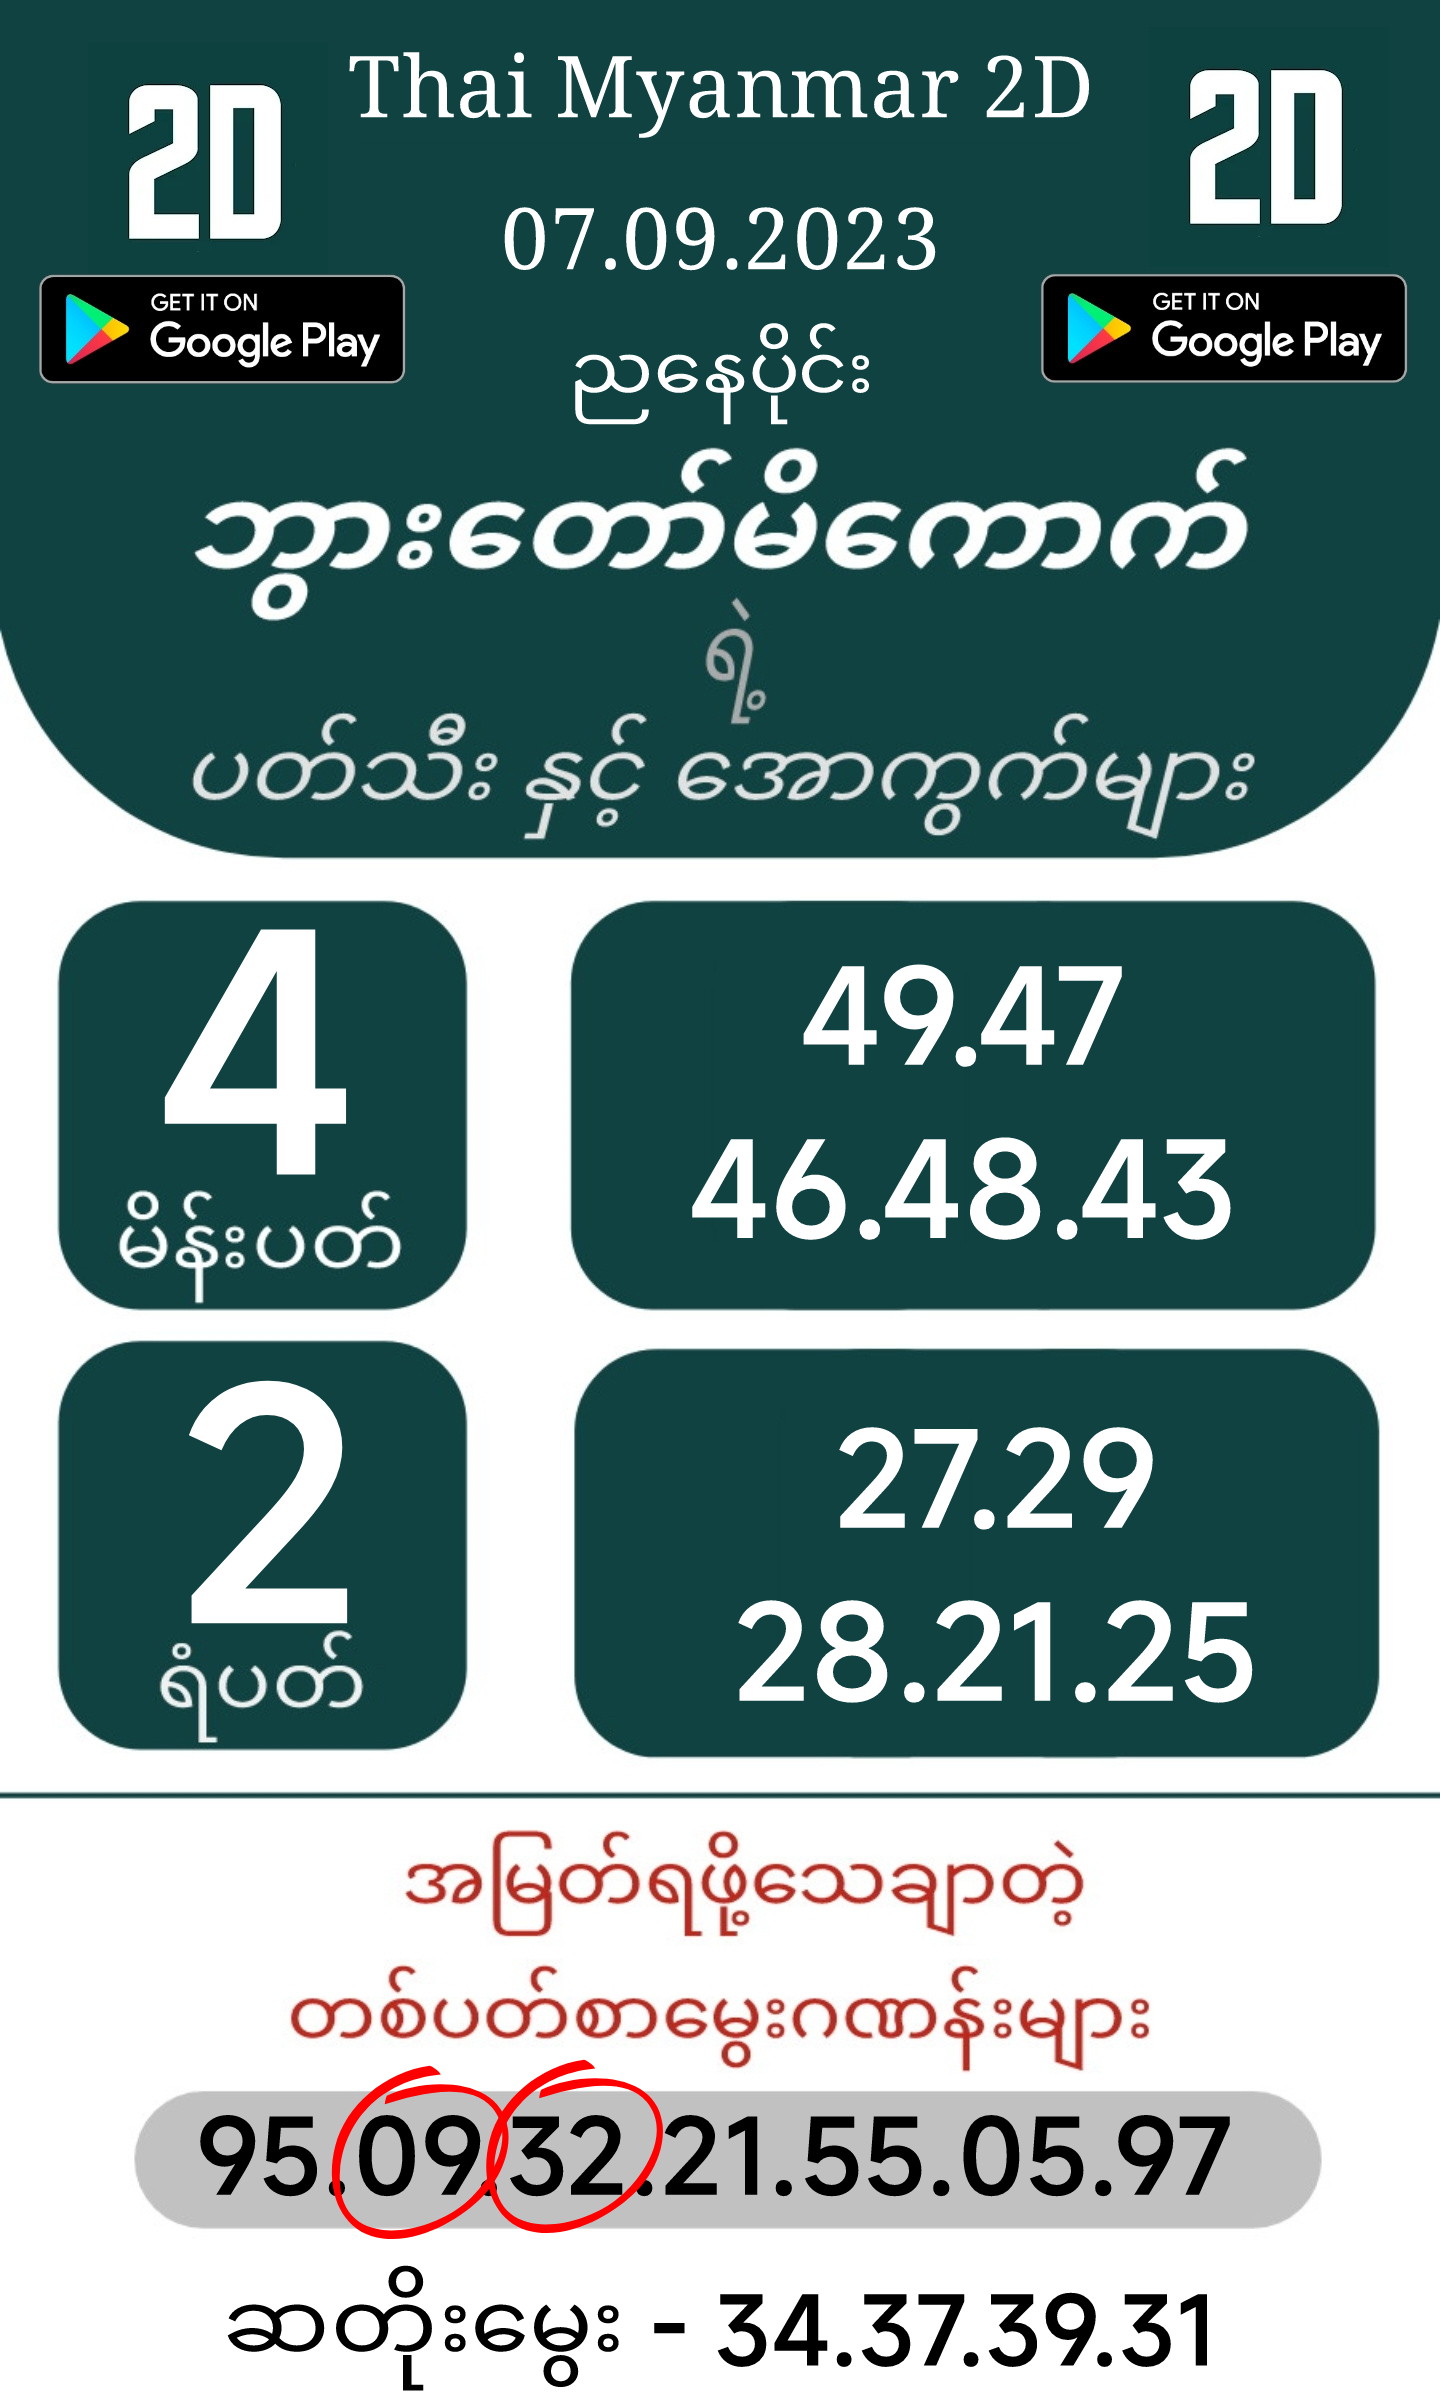 Thai Myanmar 2D
2D
2D
07.09.2023
GET IT ON
Google Play
GET IT ON
Google Play
ညနေပိုင်း
ဘွားတော်မိကောက်
ရဲ့
ပတ်သီး နှင့် အောကွက်များ
4
မိန်းပတ်
49.47
46.48.43
2
ရံပတ်
27.29
28.21.25
အမြတ်ရဖို့သေချာတဲ့
တစ်ပတ်စာမွေးဂဏန်းများ
95.09.32.21.55.05.97
ဆတိုးမွေး - 34.37.39.31